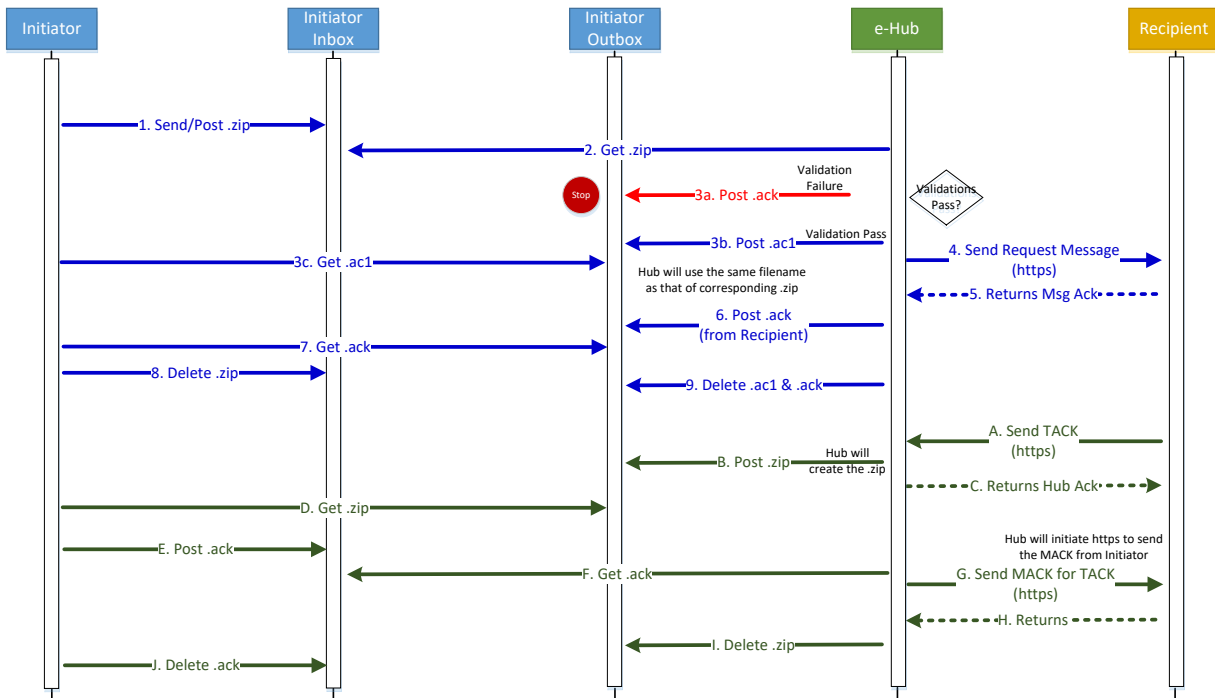 Initiator
Initiator
Inbox
Initiator
Outbox
e-Hub
Recipient
1. Send/Post .zip
2. Get .zip
Validation
Failure
Stop
3a. Post .ack
Validations
Pass?
Validation Pass
3b. Post .ac1
3c. Get .ac1
4. Send Request Message
(https)
Hub will use the same filename
as that of corresponding .zip
5. Returns Msg Ack
6. Post .ack
(from Recipient)
7. Get .ack
8. Delete .zip
9. Delete .ac1 & .ack
A. Send TACK
(https)
B. Post .zip
Hub will
create the .zip
C. Returns Hub Ack
D. Get .zip
E. Post .ack
Hub will initiate https to send
the MACK from Initiator
F. Get .ack
G. Send MACK for TACK
(https)
H. Returns
I. Delete .zip
J. Delete .ack